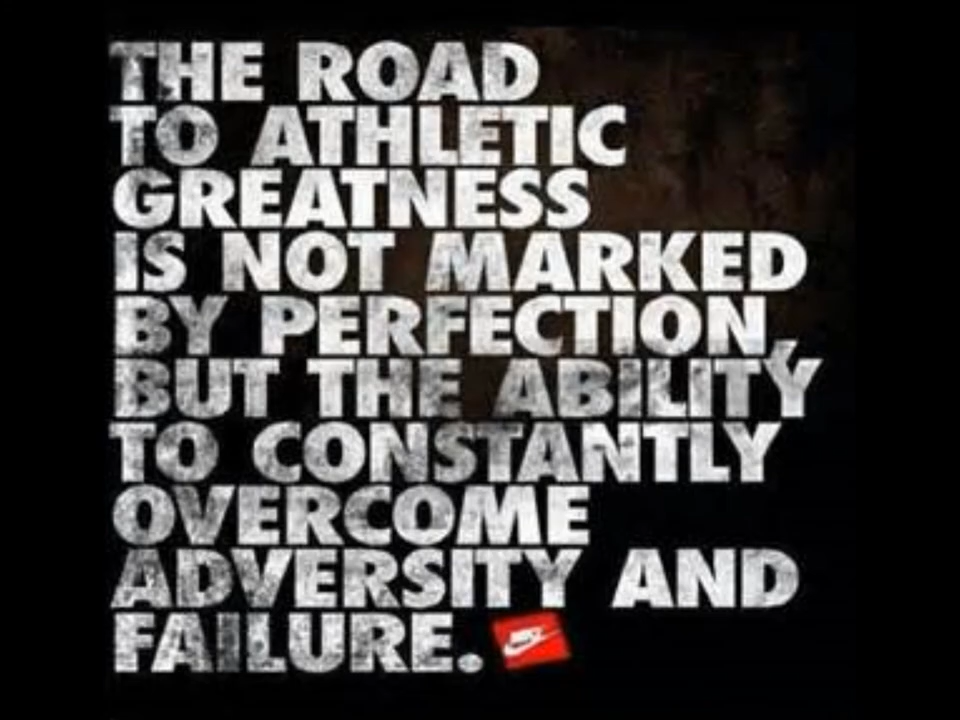 THE ROAD
TO ATHLETIC
GREATNESS
IS NOT MARKED
BY PERFECTION,
BUT THE ABILITY
TO CONSTANTLY
OVERCOME
ADVERSITY AND
FAILURE.